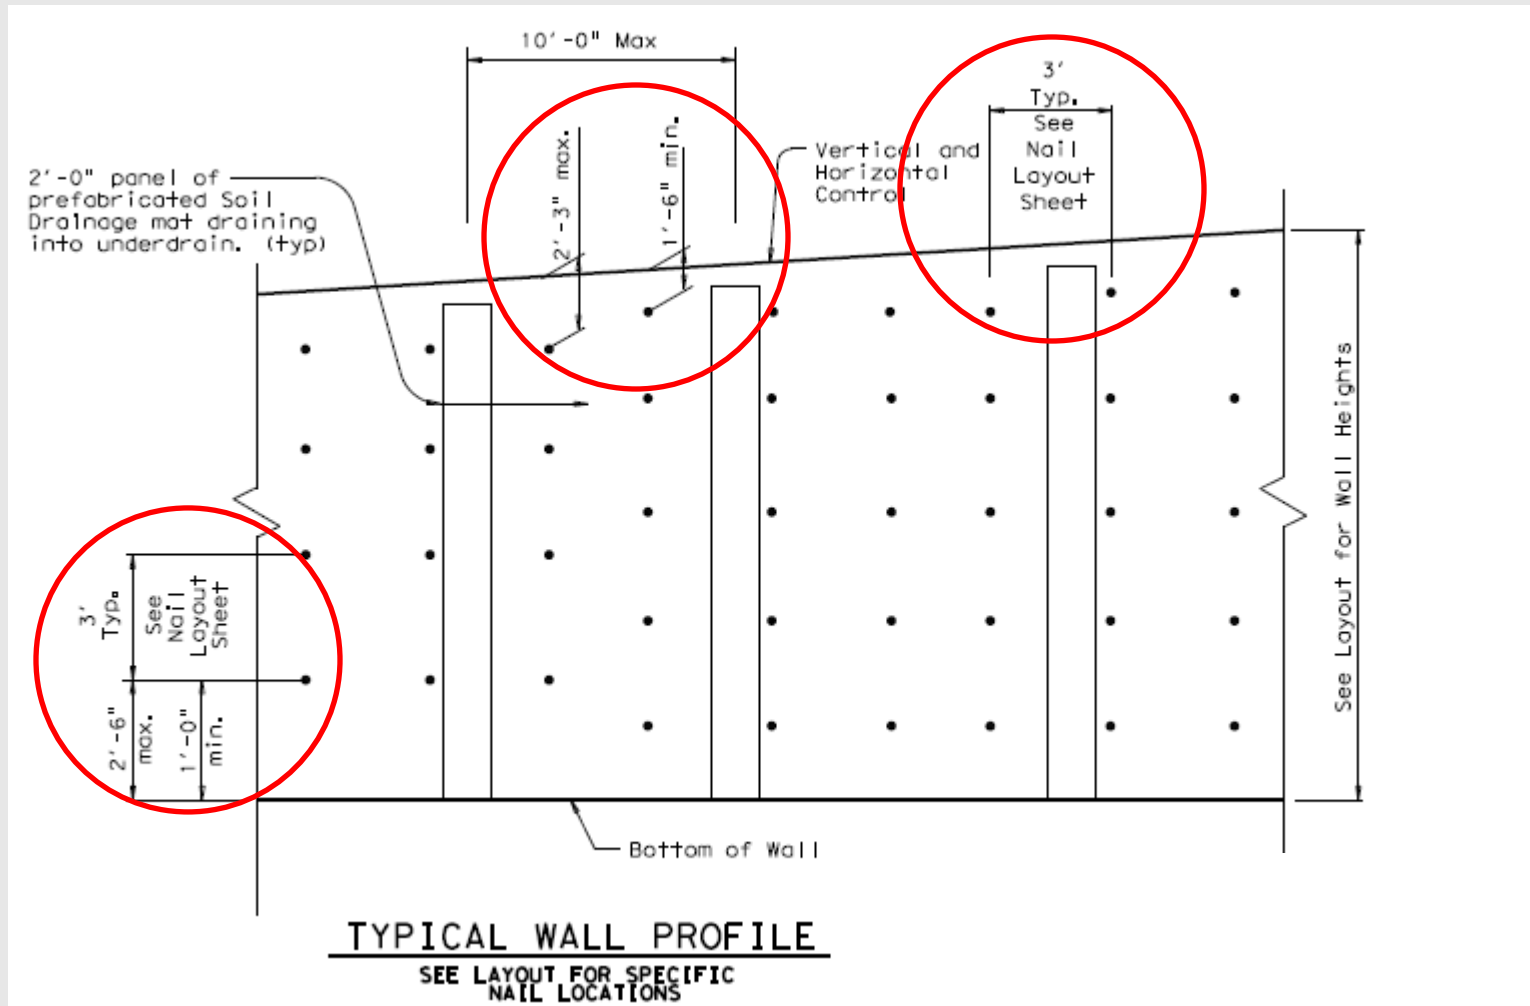 10'-0" Max
3'
Typ.
See
Nail
Layout
Sheet
2'-3" max.
1'-6" min.
Vertical and
Horizontal
Control
2'-0" panel of
prefabricated Soil
Drainage mat draining
into underdrain. (typ)
See Layout for Wall Heights
3'
Typ.
See
Nail
Layout
Sheet
2'-6"
max.
1'-0"
min.
Bottom of Wall
TYPICAL WALL PROFILE
SEE LAYOUT FOR SPECIFIC
NAIL LOCATIONS